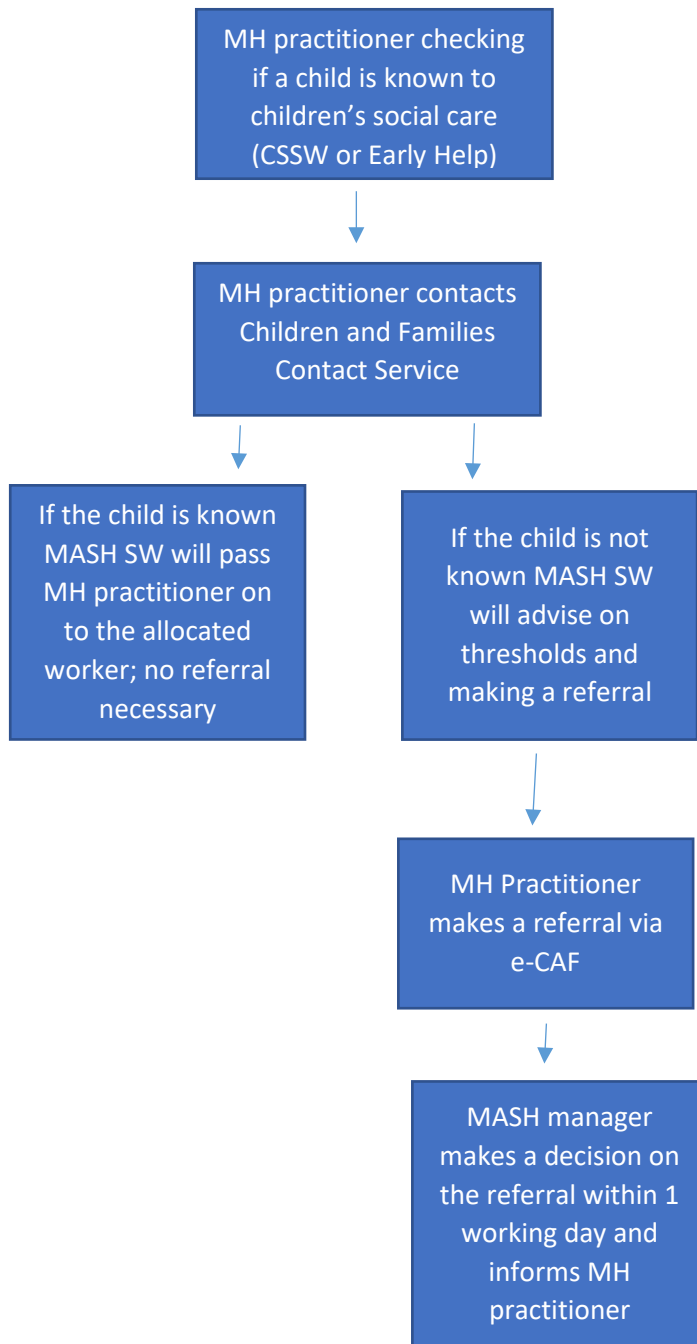 MH practitioner checking
if a child is known to
children’s social care
(CSSW or Early Help)
MH practitioner contacts
Children and Families
Contact Service
If the child is known
MASH SW will pass
MH practitioner on
to the allocated
worker; no referral
necessary
If the child is not
known MASH SW
will advise on
thresholds and
making a referral
MH Practitioner
makes a referral via
e-CAF
MASH manager
makes a decision on
the referral within 1
working day and
informs MH
practitioner